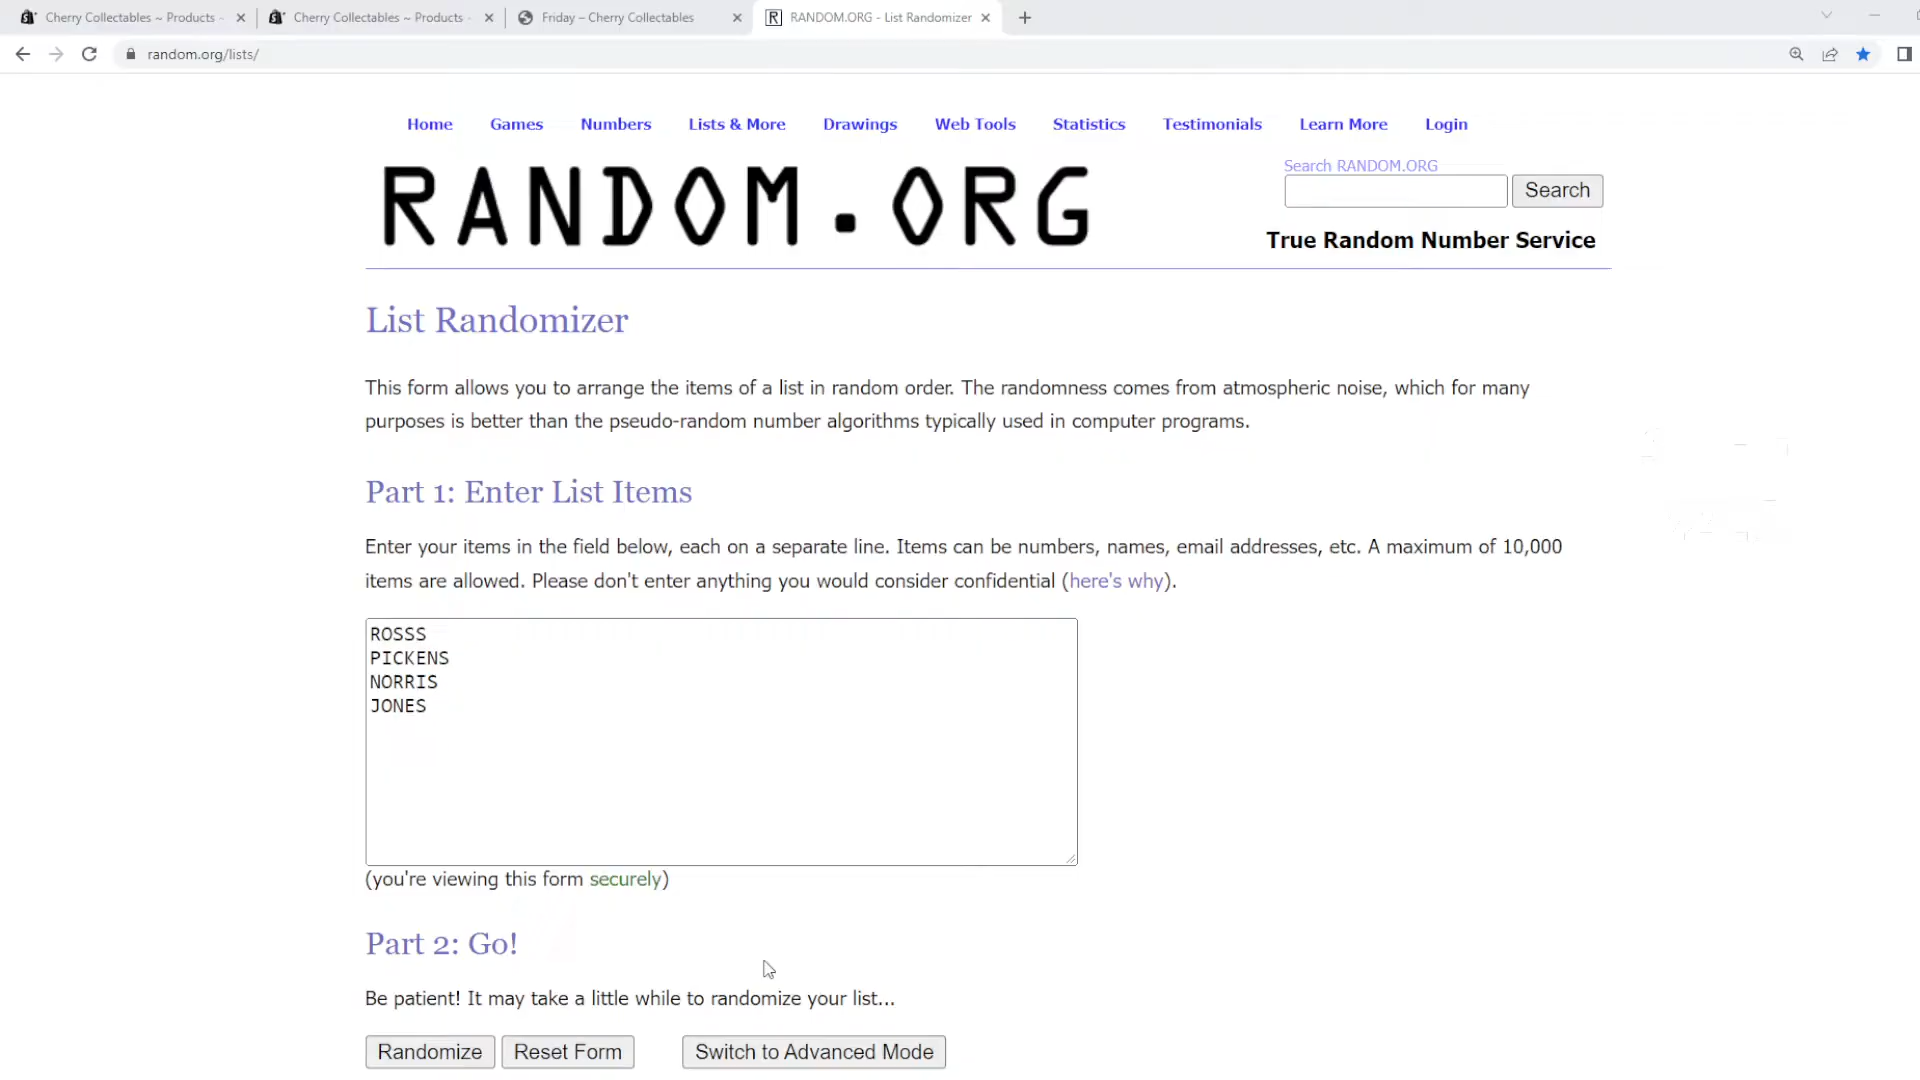 Cherry Collectables ~ Products
Cherry Collectables ~ Products
Friday – Cherry Collectables
RANDOM.ORG - List Randomizer
random.org/lists/
Home Games Numbers Lists & More Drawings Web Tools Statistics Testimonials Learn More Login
RANDOM.ORG
Search RANDOM.ORG
Search
True Random Number Service
List Randomizer
This form allows you to arrange the items of a list in random order. The randomness comes from atmospheric noise, which for many
purposes is better than the pseudo-random number algorithms typically used in computer programs.
Part 1: Enter List Items
Enter your items in the field below, each on a separate line. Items can be numbers, names, email addresses, etc. A maximum of 10,000
items are allowed. Please don't enter anything you would consider confidential (here's why).
ROSSS
PICKENS
NORRIS
JONES
(you're viewing this form securely)
Part 2: Go!
Be patient! It may take a little while to randomize your list...
Randomize Reset Form Switch to Advanced Mode